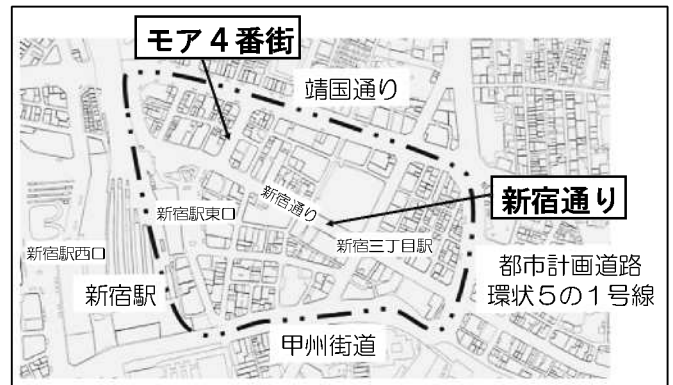 モア４番街
靖国通り
新宿通り
新宿通り
新宿駅東口
新宿三丁目駅
新宿駅西口
新宿駅
都市計画道路
環状５の１号線
甲州街道